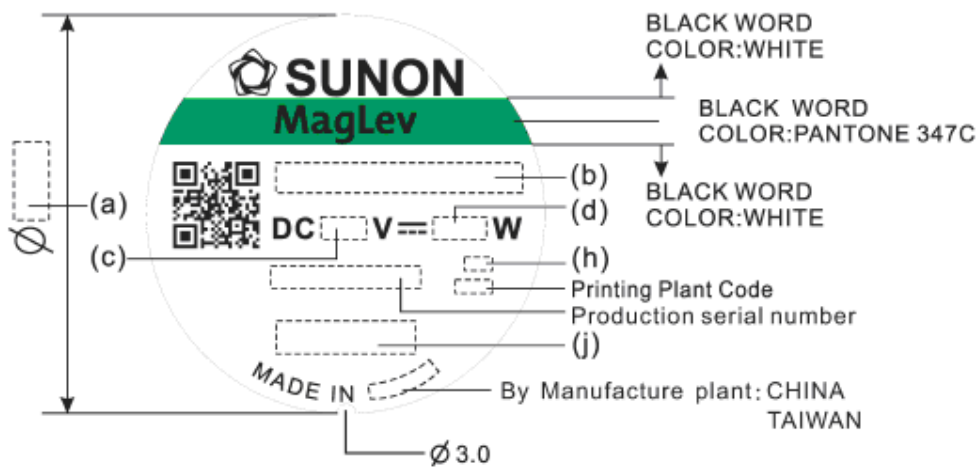 BLACK WORD
COLOR:WHITE
SUNON
MagLev
BLACK WORD
COLOR:PANTONE 347C
(a)
(b)
BLACK WORD
COLOR:WHITE
(d)
DC V⎓ W
Ø
(c)
(h)
Printing Plant Code
Production serial number
(j)
MADE IN
By Manufacture plant: CHINA
TAIWAN
Ø 3.0